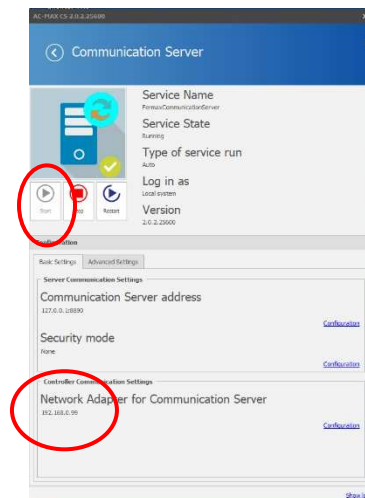 AC-MAX CS 2.0.2.25600
Communication Server
Service Name
FermaxCommunicationServer
Service State
Running
Type of service run
Auto
Log in as
Local system
Version
2.0.2.25600
Start
Restart
Configuration
Basic Settings Advanced Settings
Server Communication Settings
Communication Server address
127.0.0.1:8890
Configuration
Security mode
None
Configuration
Controller Communication Settings
Network Adapter for Communication Server
192.168.0.99
Configuration